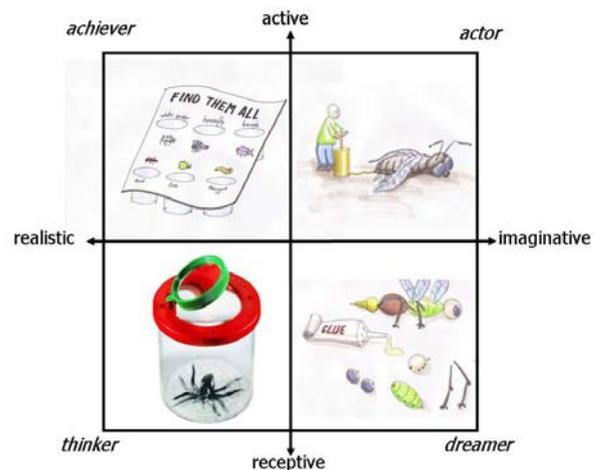 active
achiever
actor
FIND THEM ALL
realistic
imaginative
GLUE
thinker
dreamer
receptive